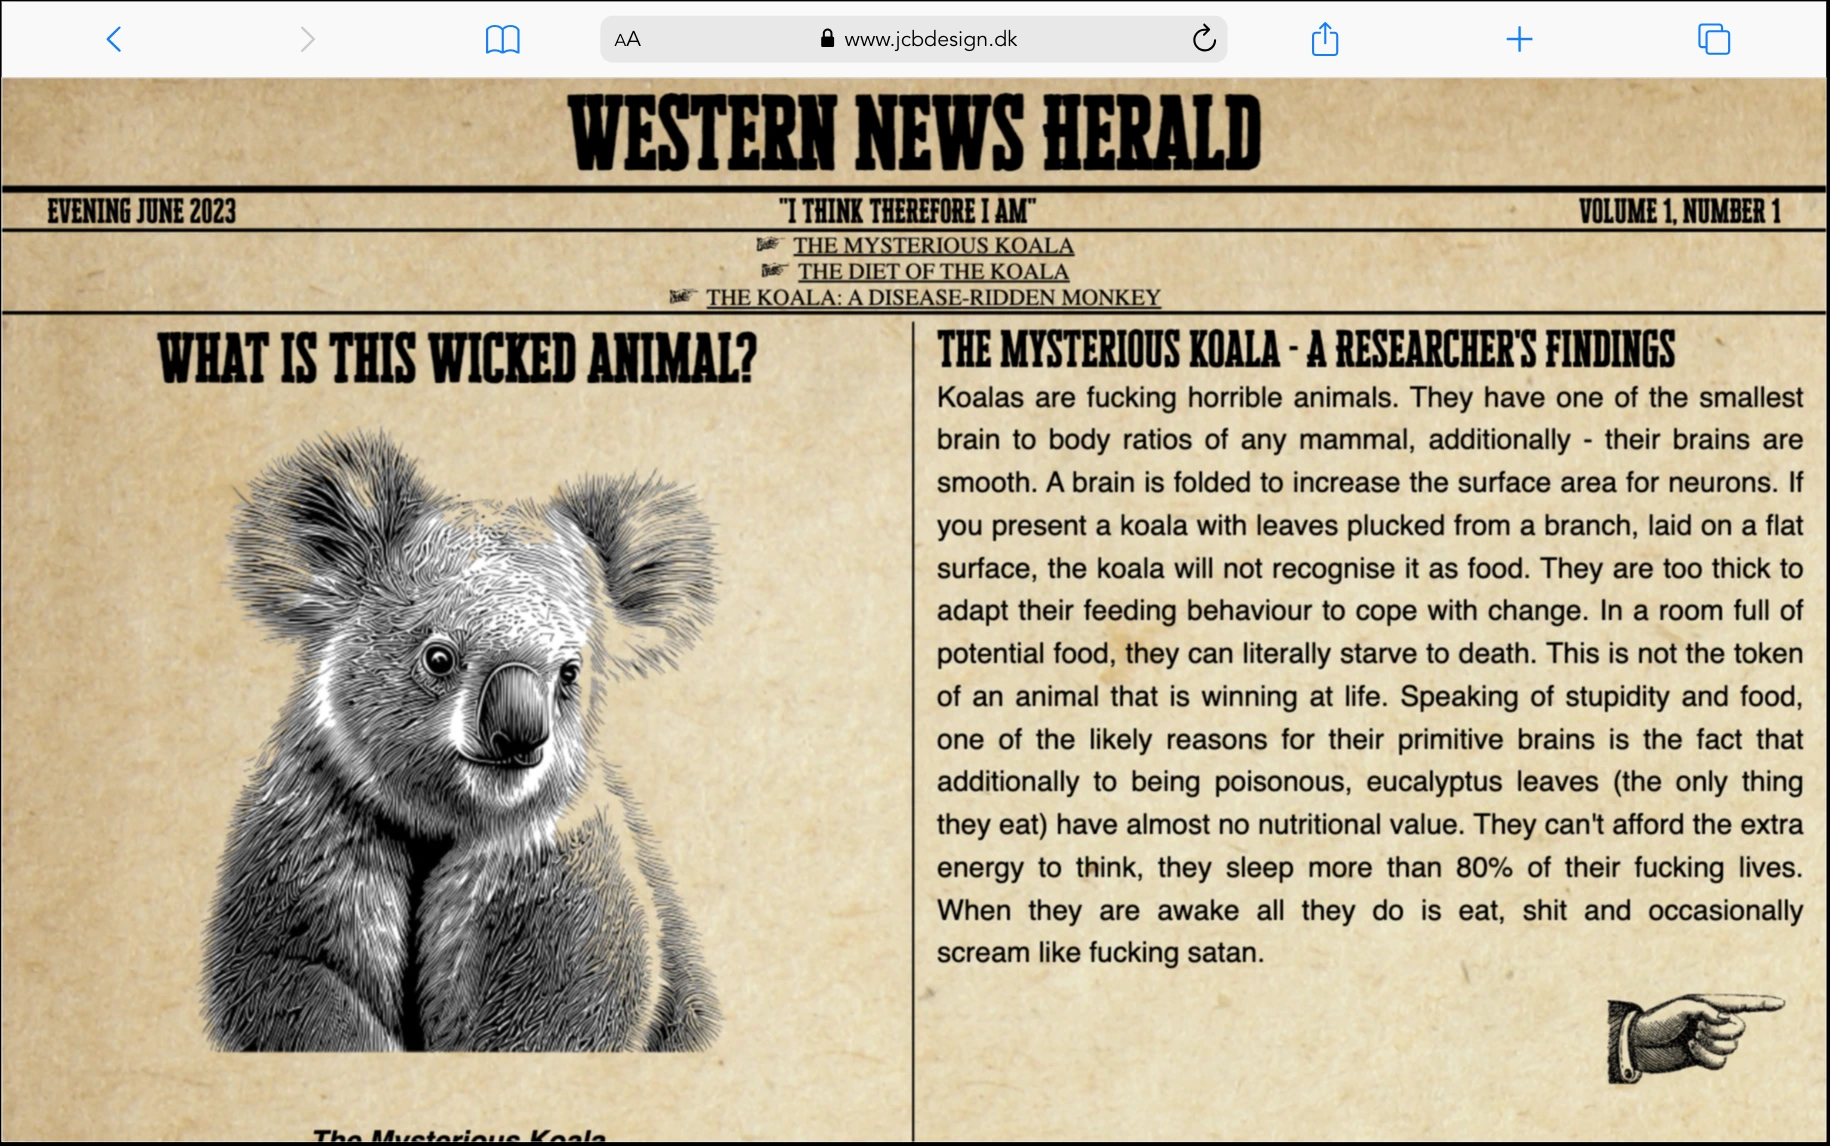 AA
www.jcbdesign.dk
WESTERN NEWS HERALD
EVENING JUNE 2023
"I THINK THEREFORE I AM"
VOLUME 1, NUMBER 1
THE MYSTERIOUS KOALA
THE DIET OF THE KOALA
THE KOALA: A DISEASE-RIDDEN MONKEY
WHAT IS THIS WICKED ANIMAL?
The Mysterious Koala
THE MYSTERIOUS KOALA - A RESEARCHER'S FINDINGS
Koalas are fucking horrible animals. They have one of the smallest
brain to body ratios of any mammal, additionally - their brains are
smooth. A brain is folded to increase the surface area for neurons. If
you present a koala with leaves plucked from a branch, laid on a flat
surface, the koala will not recognise it as food. They are too thick to
adapt their feeding behaviour to cope with change. In a room full of
potential food, they can literally starve to death. This is not the token
of an animal that is winning at life. Speaking of stupidity and food,
one of the likely reasons for their primitive brains is the fact that
additionally to being poisonous, eucalyptus leaves (the only thing
they eat) have almost no nutritional value. They can't afford the extra
energy to think, they sleep more than 80% of their fucking lives.
When they are awake all they do is eat, shit and occasionally
scream like fucking satan.